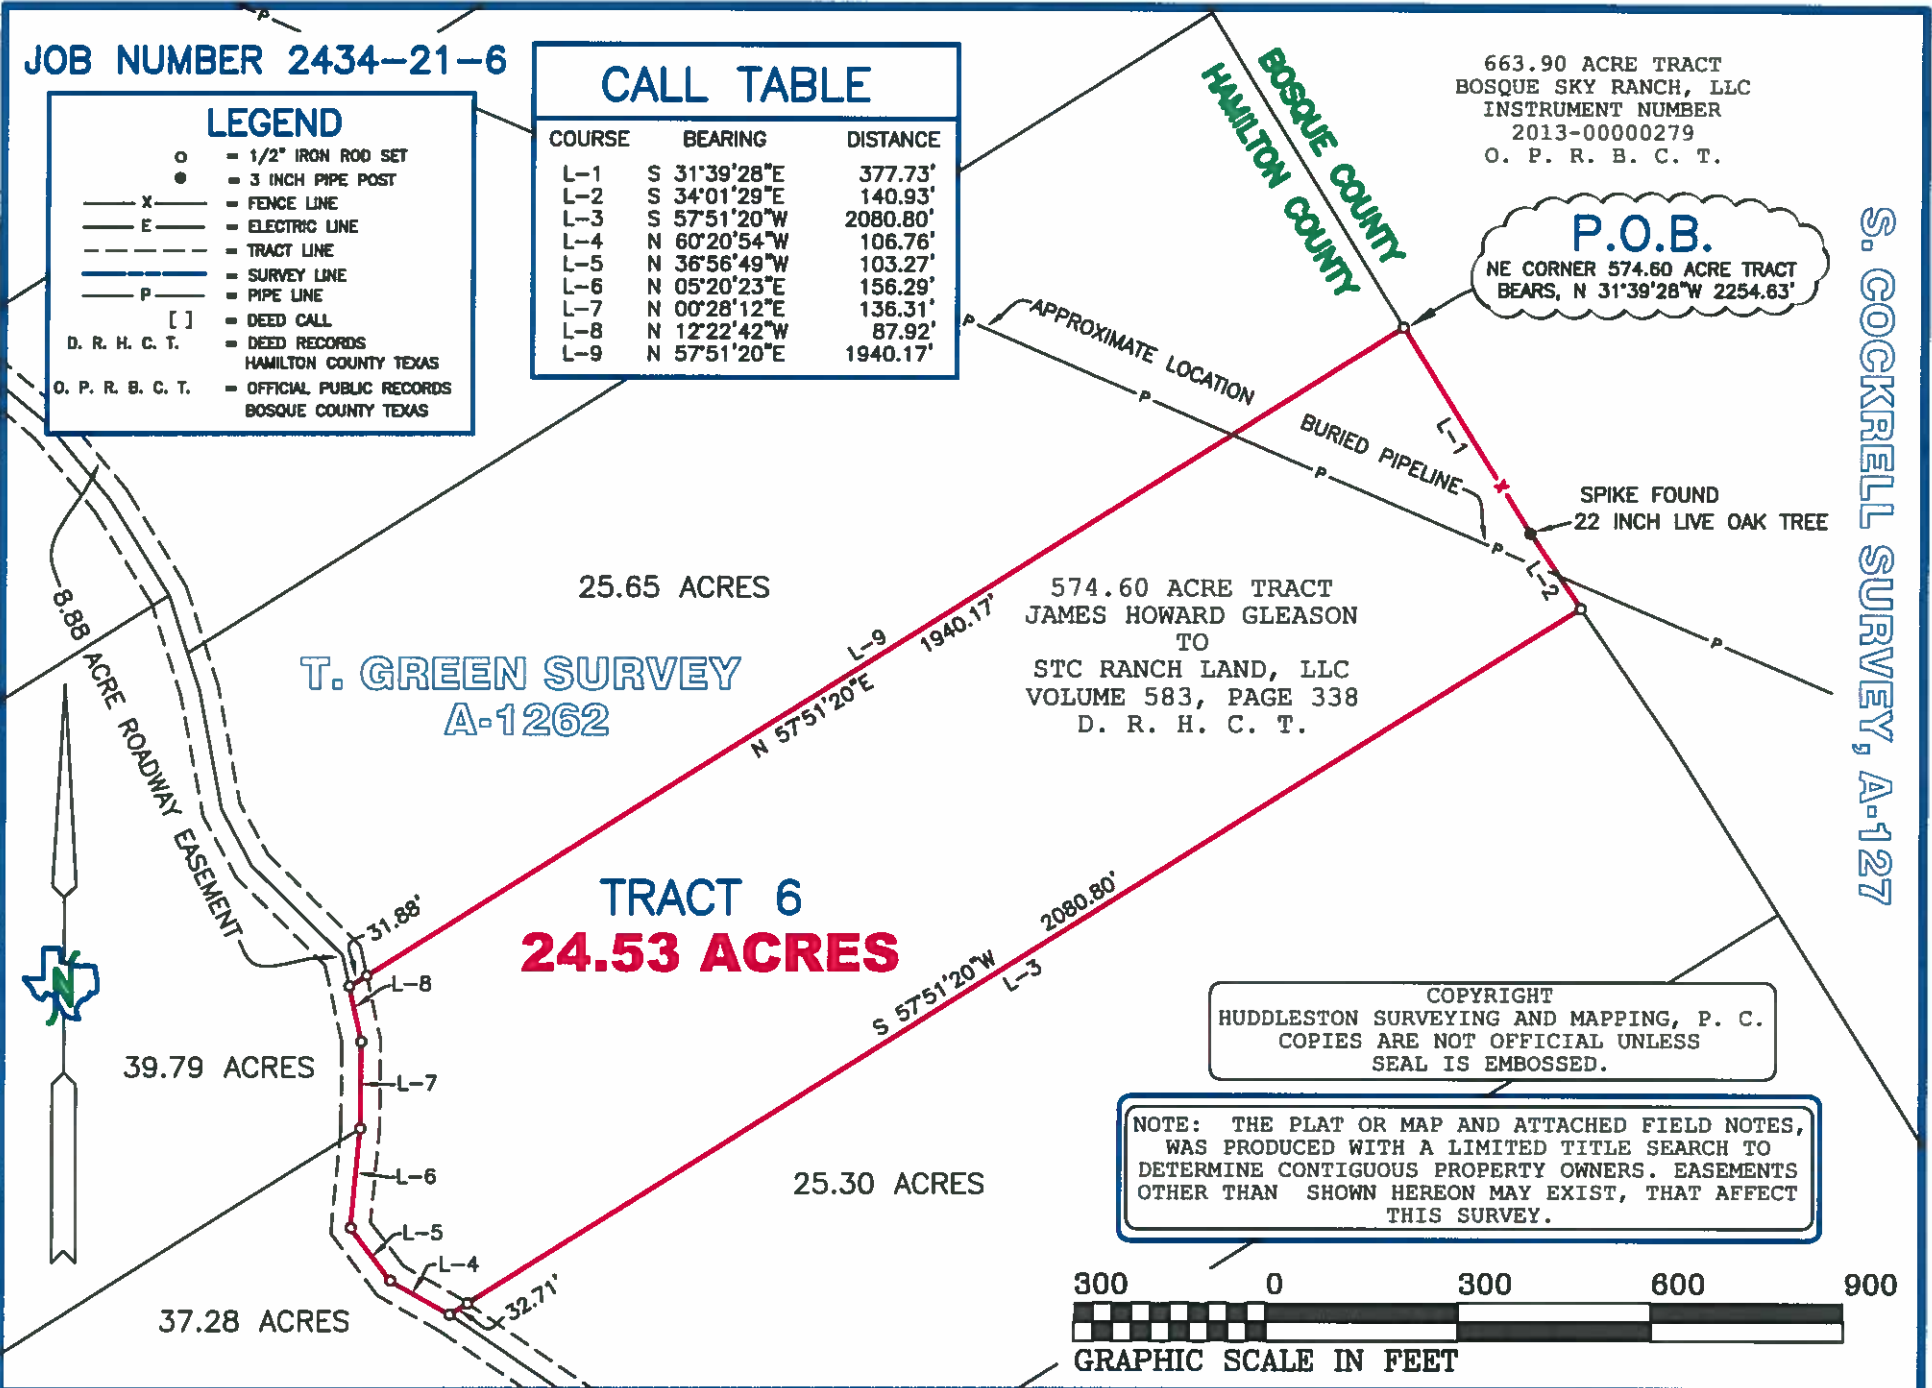 JOB NUMBER 2434-21-6
P
LEGEND
= 1/2" IRON ROD SET
= 3 INCH PIPE POST
X = FENCE LINE
E = ELECTRIC LINE
= TRACT LINE
= SURVEY LINE
P = PIPE LINE
[ ] = DEED CALL
D. R. H. C. T. = DEED RECORDS
HAMILTON COUNTY TEXAS
O. P. R. B. C. T. = OFFICIAL PUBLIC RECORDS
BOSQUE COUNTY TEXAS
CALL TABLE
COURSE BEARING DISTANCE
L-1 S 31°39'28"E 377.73'
L-2 S 34°01'29"E 140.93'
L-3 S 57°51'20"W 2080.80'
L-4 N 60°20'54"W 106.76'
L-5 N 36°56'49"W 103.27'
L-6 N 05°20'23"E 156.29'
L-7 N 00°28'12"E 136.31'
L-8 N 12°22'42"W 87.92'
L-9 N 57°51'20"E 1940.17'
BOSQUE COUNTY
HAMILTON COUNTY
663.90 ACRE TRACT
BOSQUE SKY RANCH, LLC
INSTRUMENT NUMBER
2013-00000279
O. P. R. B. C. T.
P.O.B.
NE CORNER 574.60 ACRE TRACT
BEARS, N 31°39'28"W 2254.63'
S. COCKRELL SURVEY, A-127
P
APPROXIMATE LOCATION
P
BURIED PIPELINE
P
P
P
L-1
X
SPIKE FOUND
22 INCH LIVE OAK TREE
L-2
25.65 ACRES
574.60 ACRE TRACT
JAMES HOWARD GLEASON
TO
STC RANCH LAND, LLC
VOLUME 583, PAGE 338
D. R. H. C. T.
L-9 1940.17'
N 57°51'20"E
T. GREEN SURVEY
A-1262
8.88 ACRE ROADWAY EASEMENT
TRACT 6
24.53 ACRES
31.88'
L-8
2080.80'
S 57°51'20"W
L-3
N
39.79 ACRES
L-7
L-6
L-5
L-4
32.71'
25.30 ACRES
37.28 ACRES
COPYRIGHT
HUDDLESTON SURVEYING AND MAPPING, P. C.
COPIES ARE NOT OFFICIAL UNLESS
SEAL IS EMBOSSED.
NOTE: THE PLAT OR MAP AND ATTACHED FIELD NOTES,
WAS PRODUCED WITH A LIMITED TITLE SEARCH TO
DETERMINE CONTIGUOUS PROPERTY OWNERS. EASEMENTS
OTHER THAN SHOWN HEREON MAY EXIST, THAT AFFECT
THIS SURVEY.
300 0 300 600 900
GRAPHIC SCALE IN FEET